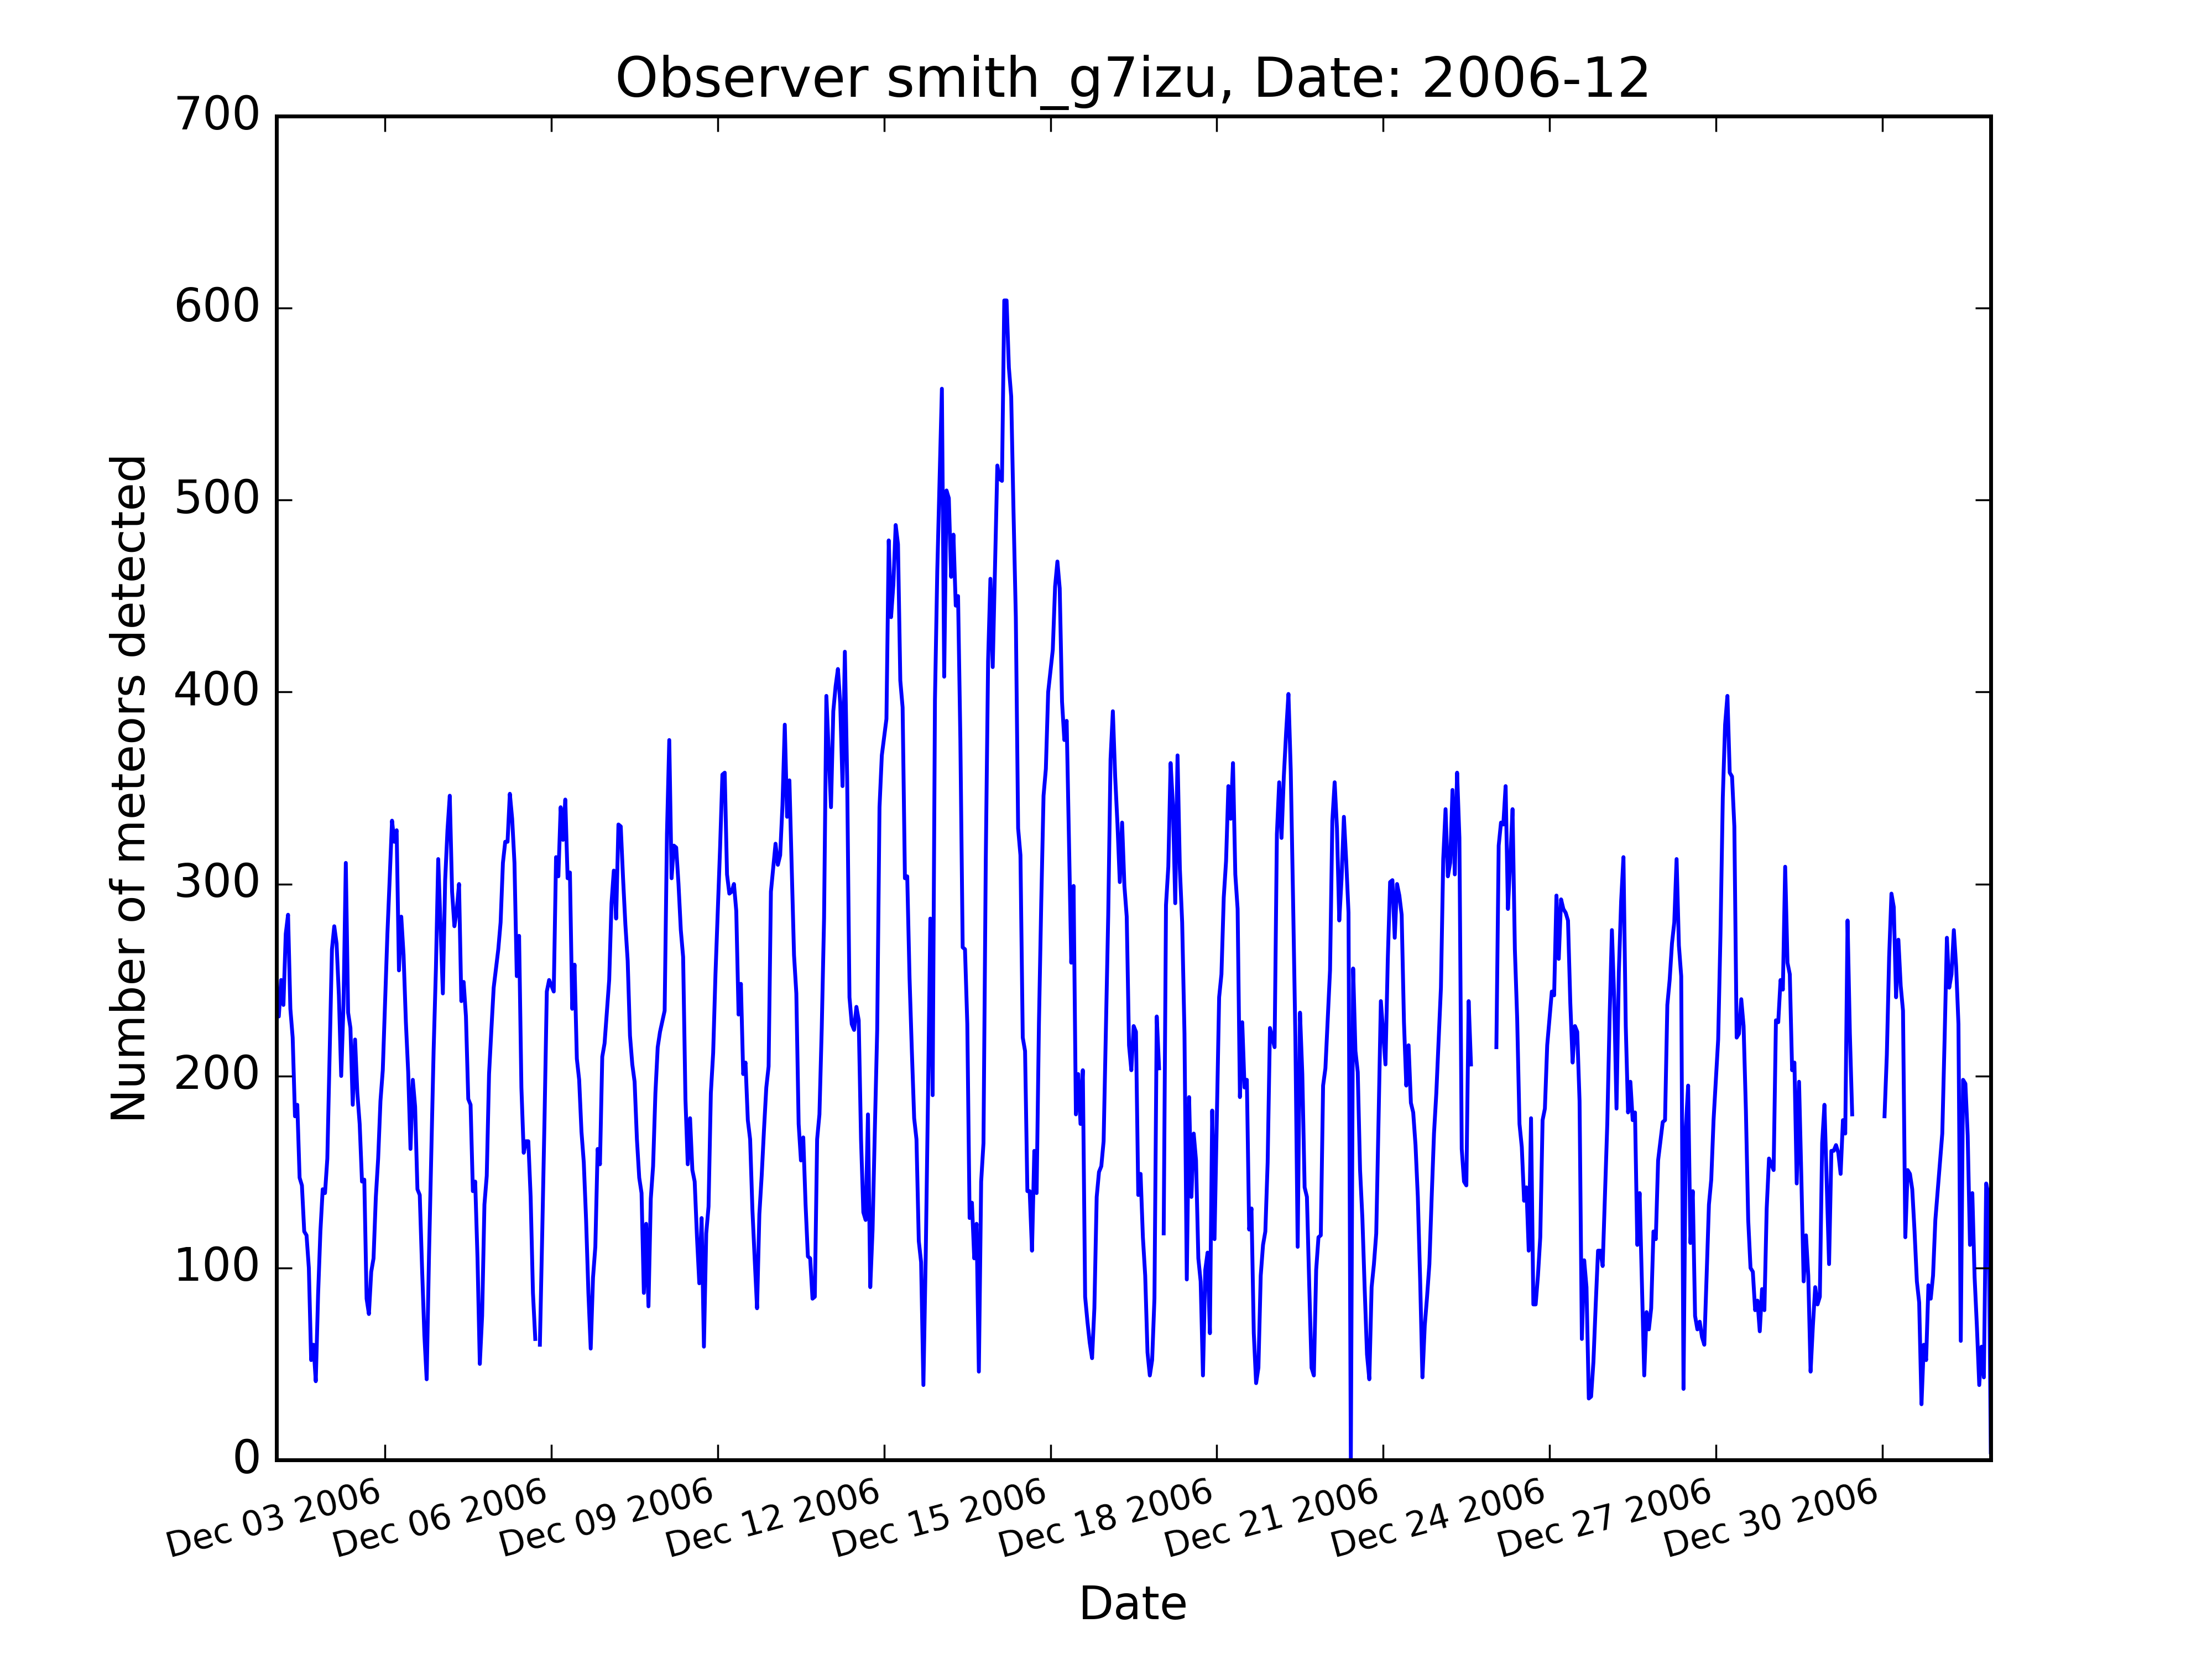 Observer smith_g7izu, Date: 2006-12
700
600
500
400
300
200
100
0
Number of meteors detected
Dec 03 2006
Dec 06 2006
Dec 09 2006
Dec 12 2006
Dec 15 2006
Dec 18 2006
Dec 21 2006
Dec 24 2006
Dec 27 2006
Dec 30 2006
Date